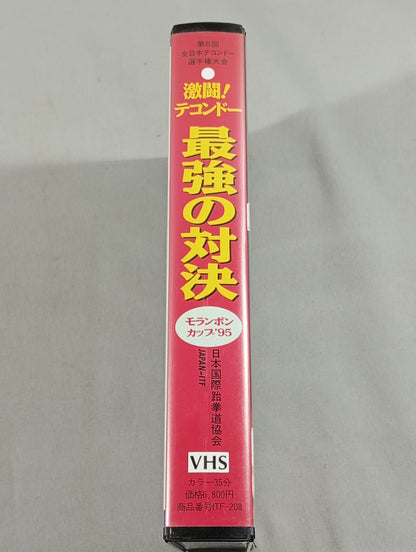 第6回
全日本テコンドー
選手権大会
激闘!
テコンドー
最強の対決
モランボン
カップ'95
日本国際跆拳道協会
JAPAN-ITF
VHS
カラー35分
価格6,800円
商品番号ITF-208